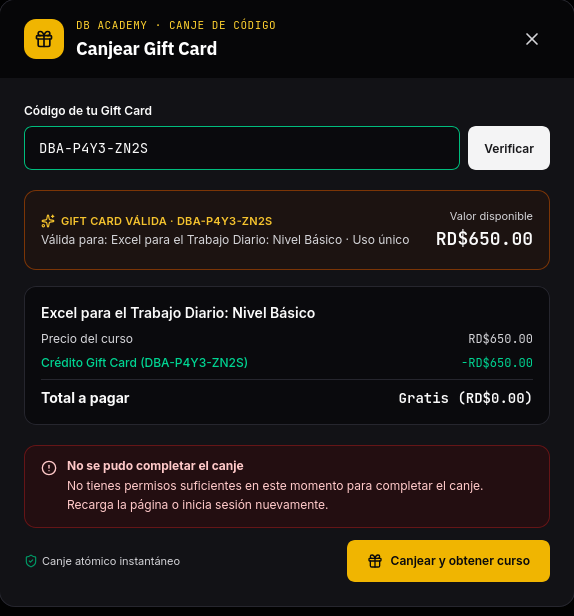 DB ACADEMY · CANJE DE CÓDIGO
Canjear Gift Card
Código de tu Gift Card
DBA-P4Y3-ZN2S
Verificar
GIFT CARD VÁLIDA · DBA-P4Y3-ZN2S
Válida para: Excel para el Trabajo Diario: Nivel Básico · Uso único
Valor disponible
RD$650.00
Excel para el Trabajo Diario: Nivel Básico
Precio del curso RD$650.00
Crédito Gift Card (DBA-P4Y3-ZN2S) -RD$650.00
Total a pagar Gratis (RD$0.00)
No se pudo completar el canje
No tienes permisos suficientes en este momento para completar el canje.
Recarga la página o inicia sesión nuevamente.
Canje atómico instantáneo
Canjear y obtener curso